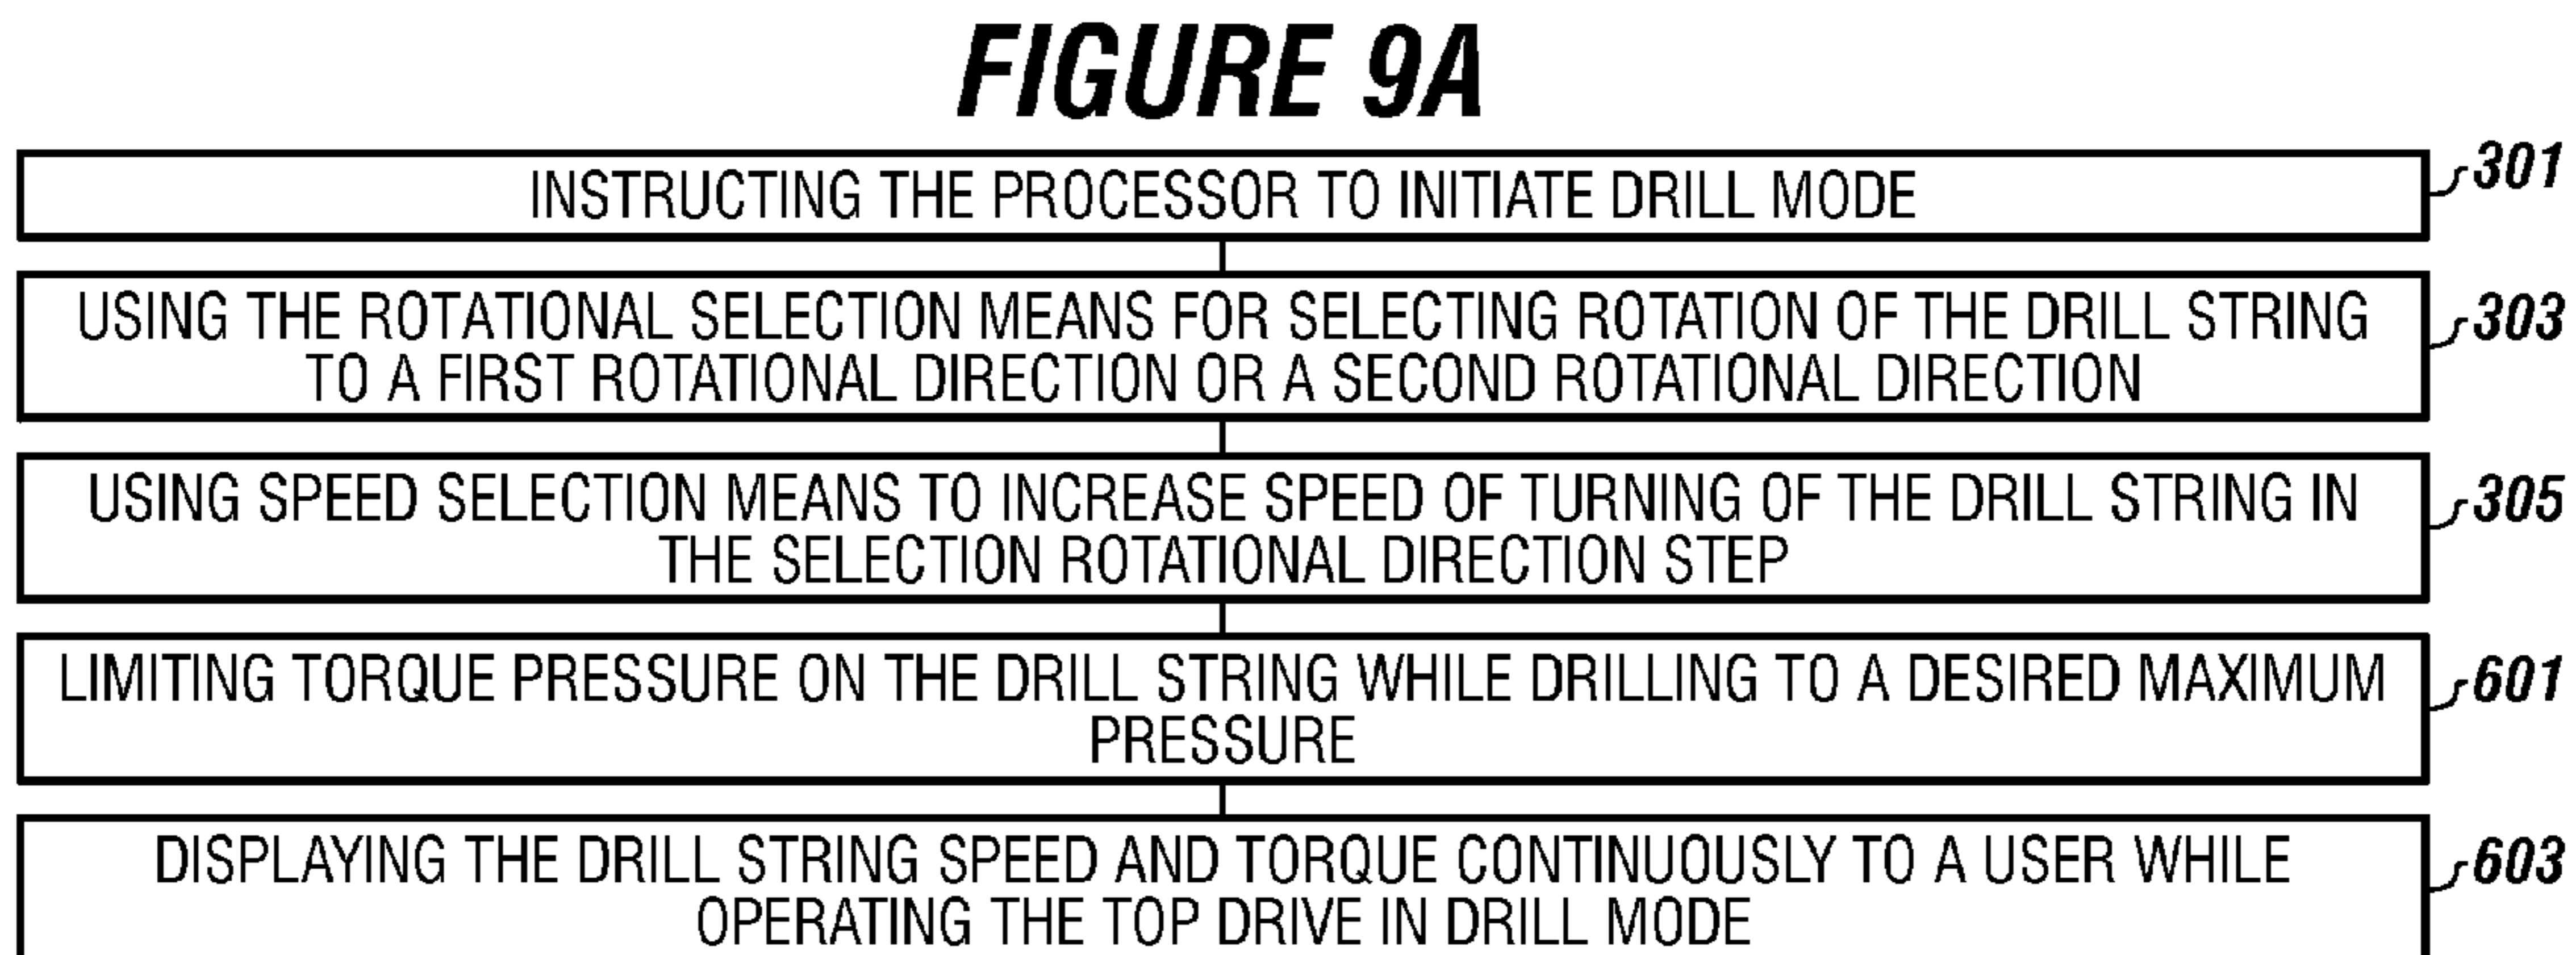 FIGURE 9A
INSTRUCTING THE PROCESSOR TO INITIATE DRILL MODE
301
USING THE ROTATIONAL SELECTION MEANS FOR SELECTING ROTATION OF THE DRILL STRING
TO A FIRST ROTATIONAL DIRECTION OR A SECOND ROTATIONAL DIRECTION
303
USING SPEED SELECTION MEANS TO INCREASE SPEED OF TURNING OF THE DRILL STRING IN
THE SELECTION ROTATIONAL DIRECTION STEP
305
LIMITING TORQUE PRESSURE ON THE DRILL STRING WHILE DRILLING TO A DESIRED MAXIMUM
PRESSURE
601
DISPLAYING THE DRILL STRING SPEED AND TORQUE CONTINUOUSLY TO A USER WHILE
OPERATING THE TOP DRIVE IN DRILL MODE
603